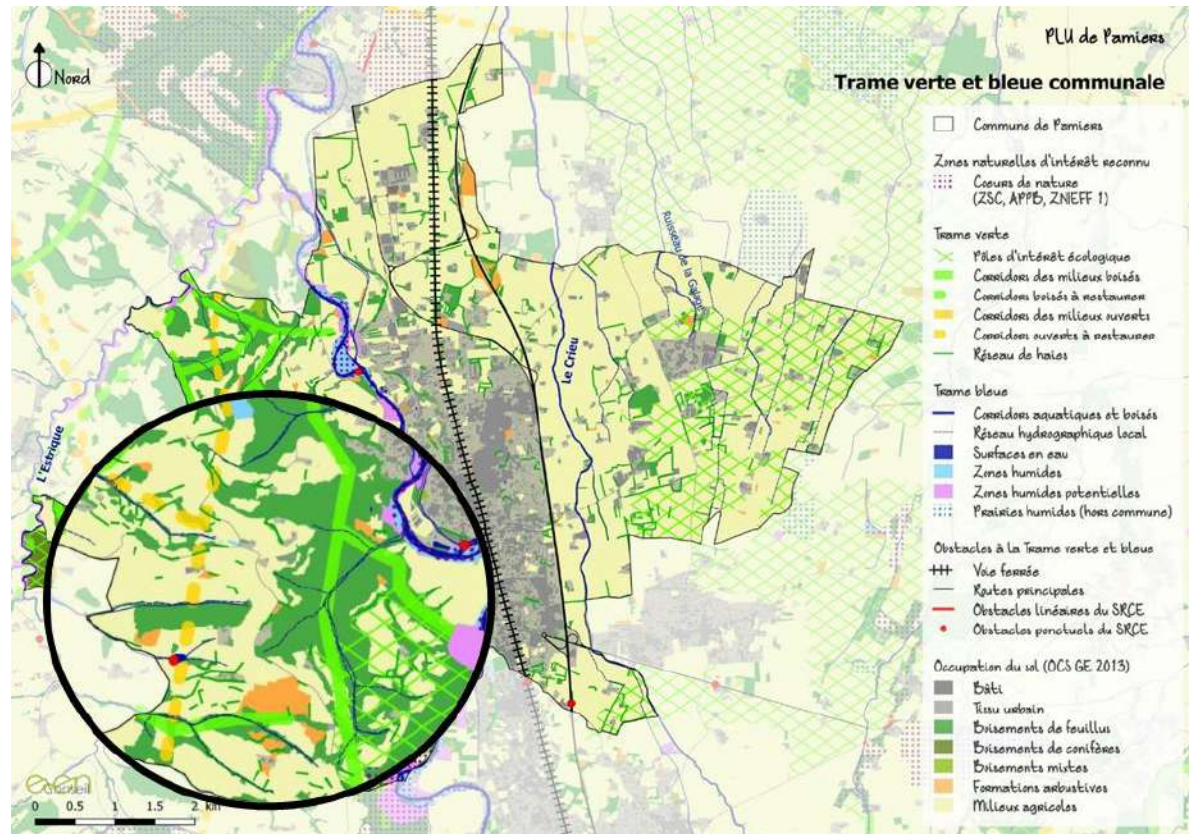 PLU de Pamiers
Trame verte et bleue communale
Nord
Commune de Pamiers
Zones naturelles d'intérêt reconnu
Coeurs de nature
(ZSC, APPB, ZNIEFF 1)
Trame verte
Pôles d'intérêt écologique
Corridors des milieux boisés
Corridors boisés à restaurer
Corridors des milieux ouverts
Corridors ouverts à restaurer
Réseau de haies
Trame bleue
Corridors aquatiques et boisés
Réseau hydrographique local
Surfaces en eau
Zones humides
Zones humides potentielles
Prairies humides (hors commune)
Obstacles à la Trame verte et bleue
Voie ferrée
Routes principales
Obstacles linéaires du SRCE
Obstacles ponctuels du SRCE
Occupation du sol (OCS GE 2013)
Bâti
Tissu urbain
Boisements de feuillus
Boisements de conifères
Boisements mixtes
Formations arbustives
Milieux agricoles
Ruisseau de la
Le Crieu
L'Estrique
0 0.5 1 1.5 2 km